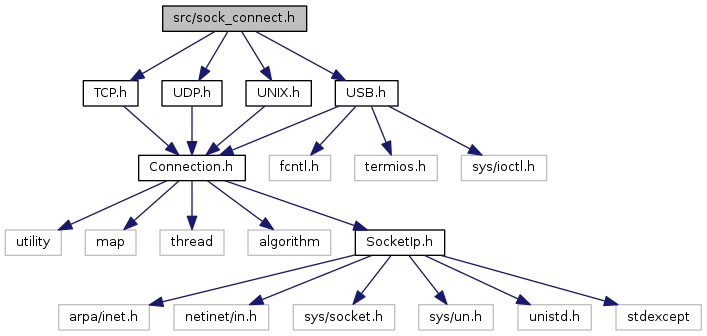 src/sock_connect.h
TCP.h
UDP.h
UNIX.h
USB.h
Connection.h
fcntl.h
termios.h
sys/ioctl.h
utility
map
thread
algorithm
SocketIp.h
arpa/inet.h
netinet/in.h
sys/socket.h
sys/un.h
unistd.h
stdexcept